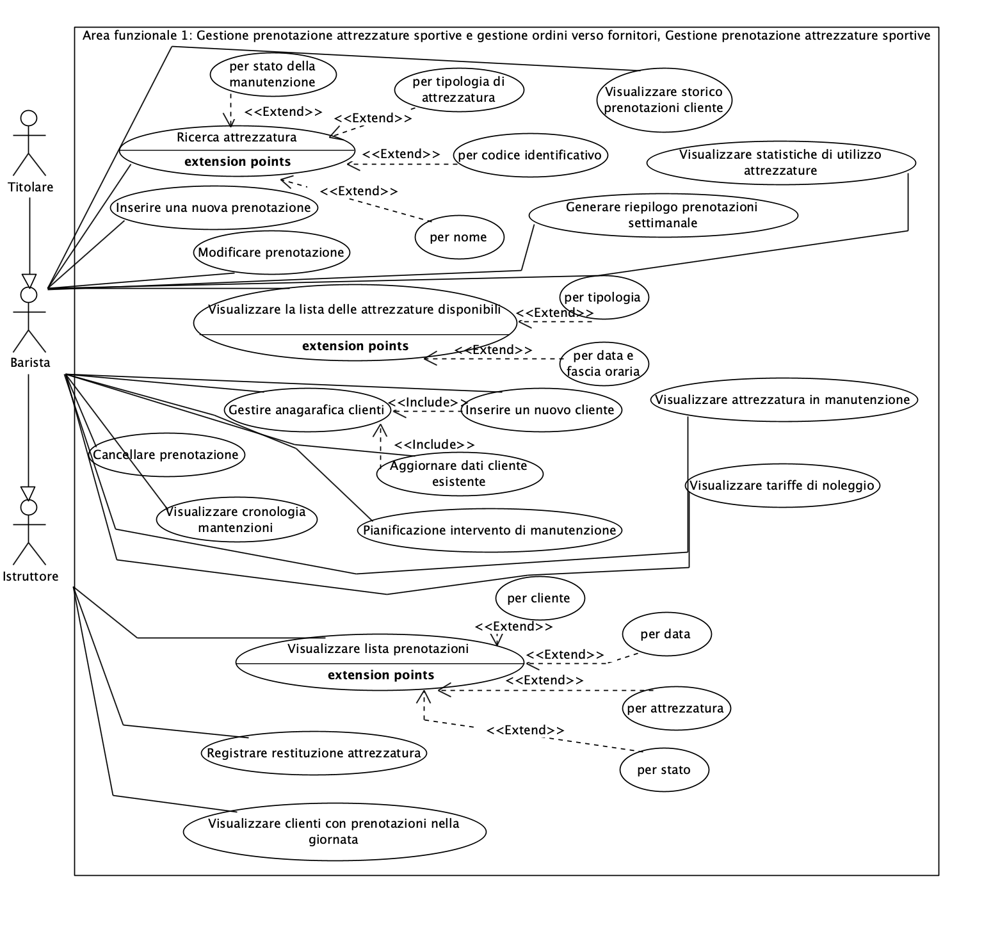 Area funzionale 1: Gestione prenotazione attrezzature sportive e gestione ordini verso fornitori, Gestione prenotazione attrezzature sportive
per stato della
manutenzione
per tipologia di
attrezzatura
Visualizzare storico
prenotazioni cliente
<<Extend>>
<<Extend>>
Ricerca attrezzatura
extension points
<<Extend>>
per codice identificativo
Visualizzare statistiche di utilizzo
attrezzature
Titolare
<<Extend>>
Inserire una nuova prenotazione
Generare riepilogo prenotazioni
settimanale
per nome
Modificare prenotazione
per tipologia
Visualizzare la lista delle attrezzature disponibili
<<Extend>>
extension points
<<Extend>>
per data e
fascia oraria
Barista
Gestire anagarafica clienti
<<Include>>
Inserire un nuovo cliente
Visualizzare attrezzatura in manutenzione
<<Include>>
Cancellare prenotazione
Aggiornare dati cliente
esistente
Visualizzare tariffe di noleggio
Visualizzare cronologia
mantenzioni
Pianificazione intervento di manutenzione
Istruttore
per cliente
<<Extend>>
per data
Visualizzare lista prenotazioni
<<Extend>>
extension points
<<Extend>>
per attrezzatura
<<Extend>>
Registrare restituzione attrezzatura
per stato
Visualizzare clienti con prenotazioni nella
giornata